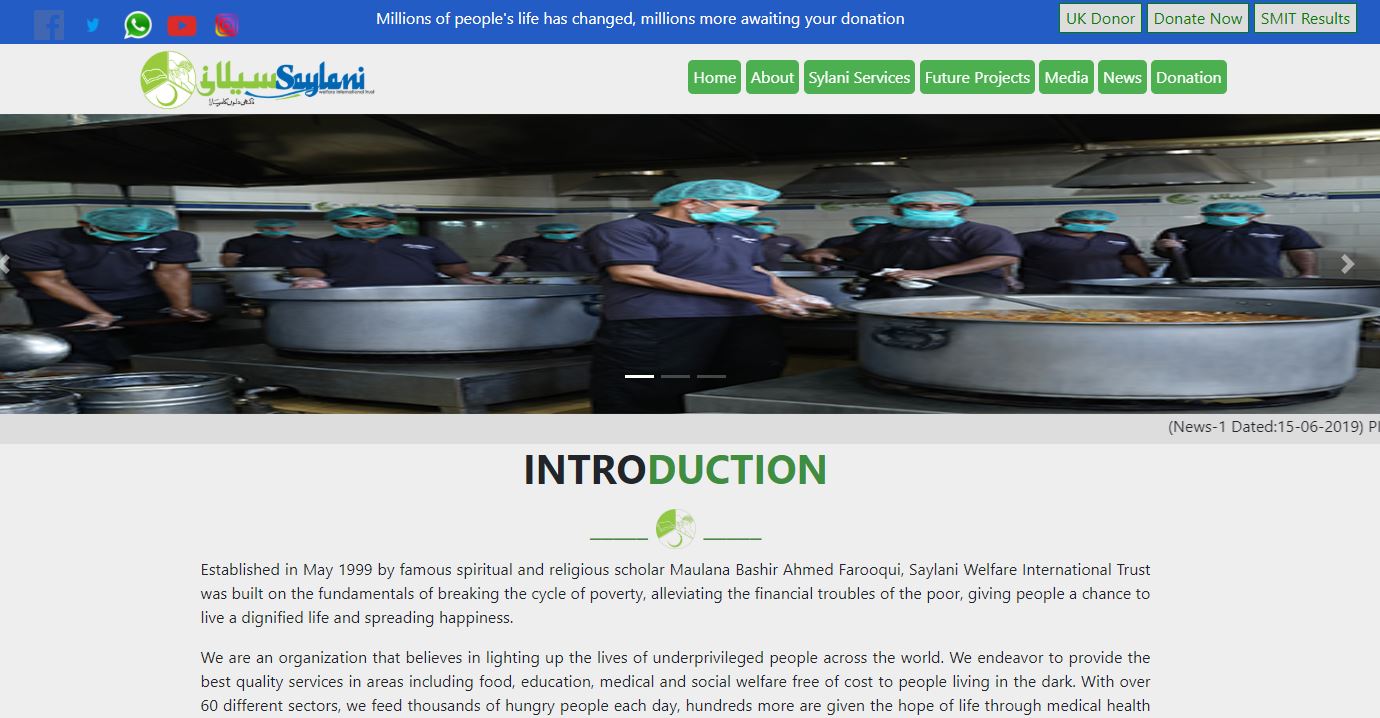 Millions of people's life has changed, millions more awaiting your donation
UK Donor
Donate Now
SMIT Results
سیلانی Saylani
welfare international trust
Home
About
Sylani Services
Future Projects
Media
News
Donation
(News-1 Dated:15-06-2019) Pl
INTRODUCTION
Established in May 1999 by famous spiritual and religious scholar Maulana Bashir Ahmed Farooqui, Saylani Welfare International Trust
was built on the fundamentals of breaking the cycle of poverty, alleviating the financial troubles of the poor, giving people a chance to
live a dignified life and spreading happiness.
We are an organization that believes in lighting up the lives of underprivileged people across the world. We endeavor to provide the
best quality services in areas including food, education, medical and social welfare free of cost to people living in the dark. With over
60 different sectors, we feed thousands of hungry people each day, hundreds more are given the hope of life through medical health